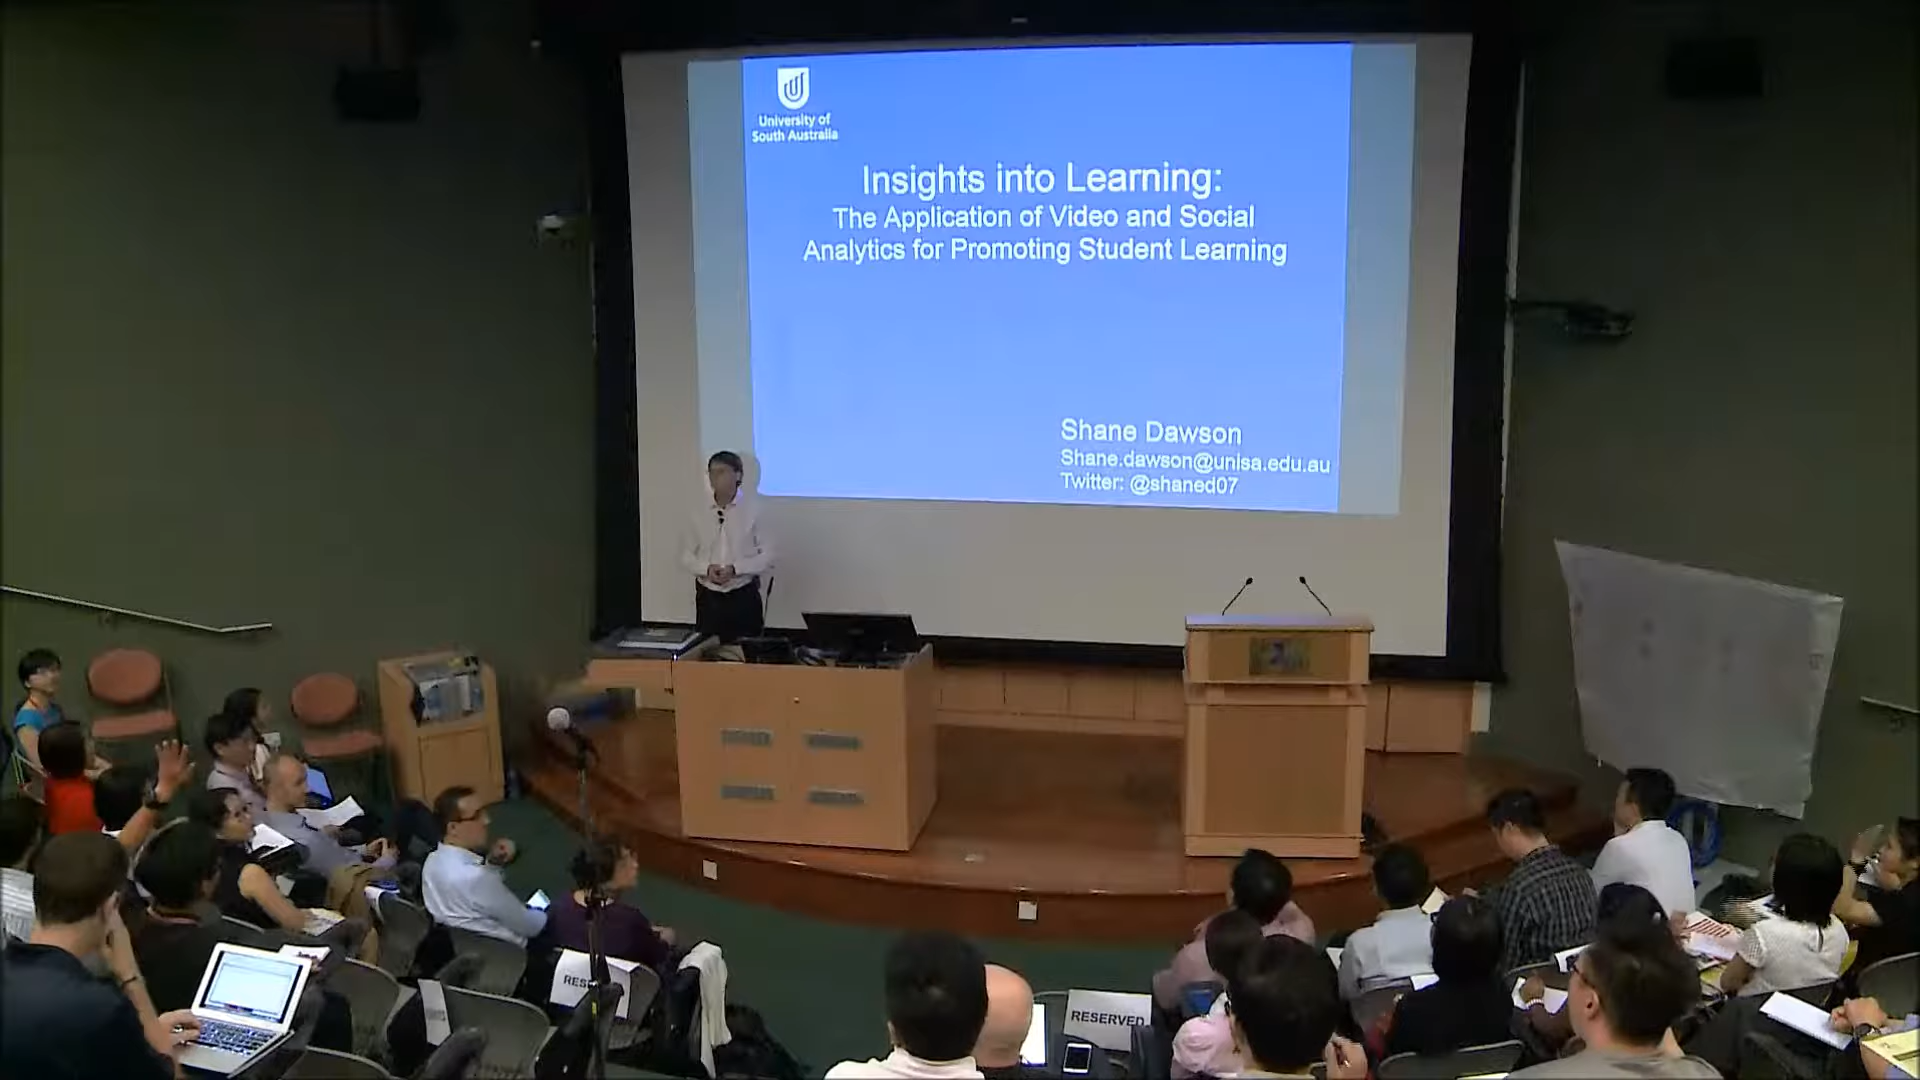 University of
South Australia
Insights into Learning:
The Application of Video and Social
Analytics for Promoting Student Learning
Shane Dawson
Shane.dawson@unisa.edu.au
Twitter: @shaned07
RES
RESERVED